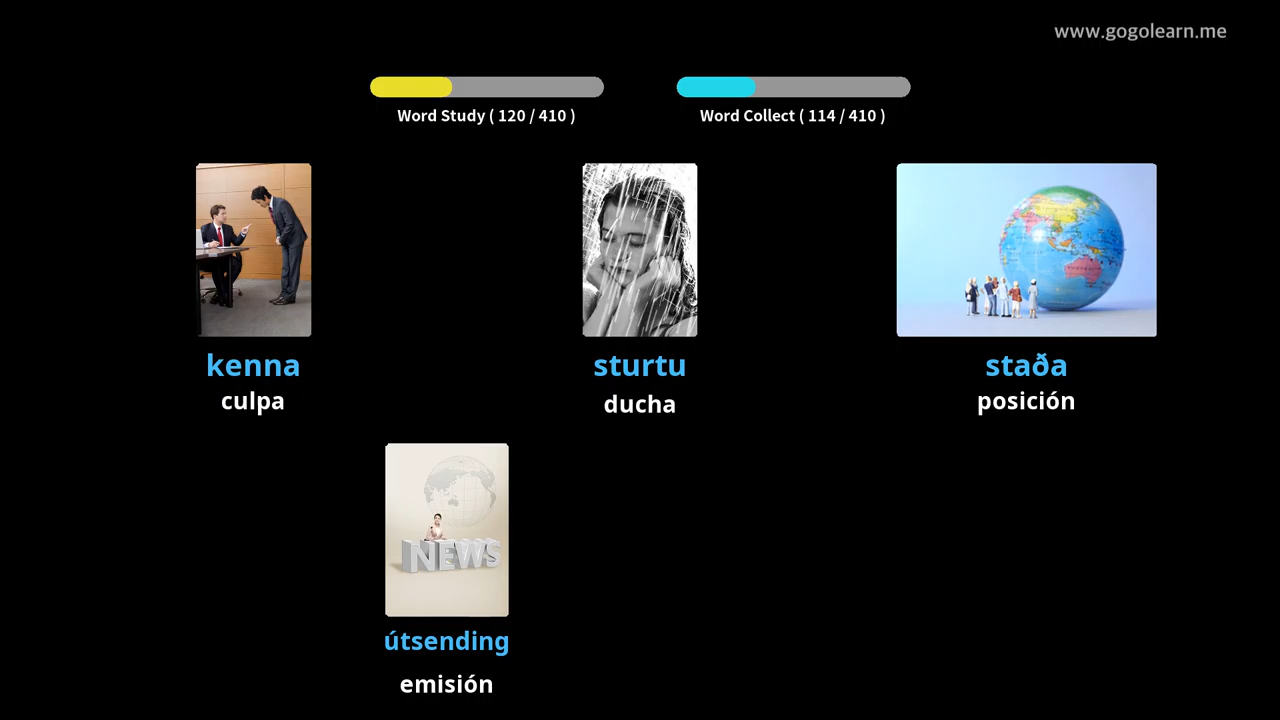 www.gogolearn.me
Word Study ( 120 / 410 )
Word Collect ( 114 / 410 )
kenna
culpa
sturtu
ducha
staða
posición
NEWS
útsending
emisión